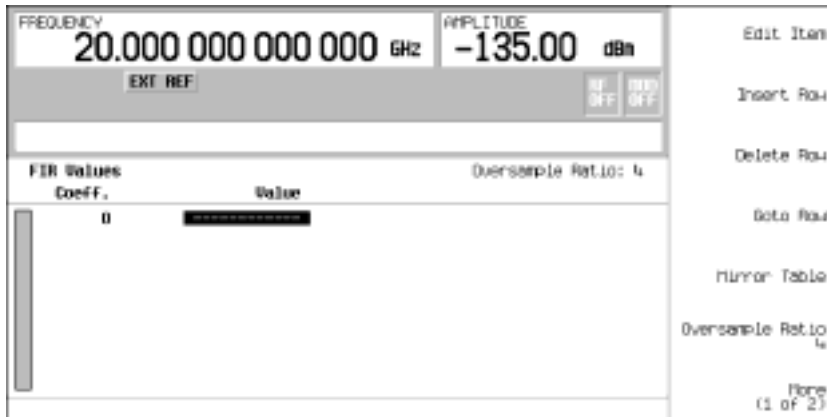 FREQUENCY
20.000 000 000 000 GHz
AMPLITUDE
-135.00 dBm
EXT REF
RF OFF
MOD OFF
FIR Values
Oversample Ratio: 4
Coeff. Value
0 ------------
Edit Item
Insert Row
Delete Row
Goto Row
Mirror Table
Oversample Ratio
4
More
(1 of 2)